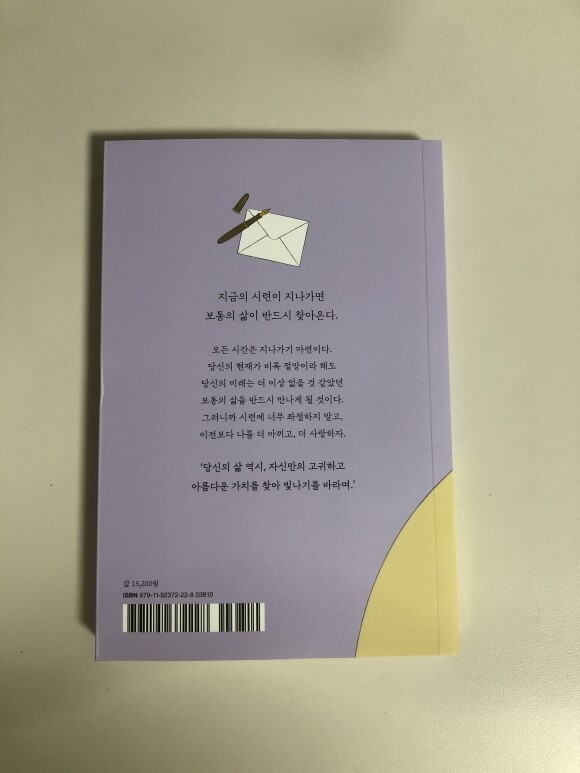 지금의 시련이 지나가면
보통의 삶이 반드시 찾아온다.
모든 시간은 지나가기 마련이다.
당신의 현재가 비록 절망이라 해도
당신의 미래는 더 이상 없을 것 같았던
보통의 삶을 반드시 만나게 될 것이다.
그러니까 시련에 너무 좌절하지 말고,
이전보다 나를 더 아끼고, 더 사랑하자.
‘당신의 삶 역시, 자신만의 고귀하고
아름다운 가치를 찾아 빛나기를 바라며.’
값 15,200원
ISBN 979-11-92372-22-8 03810